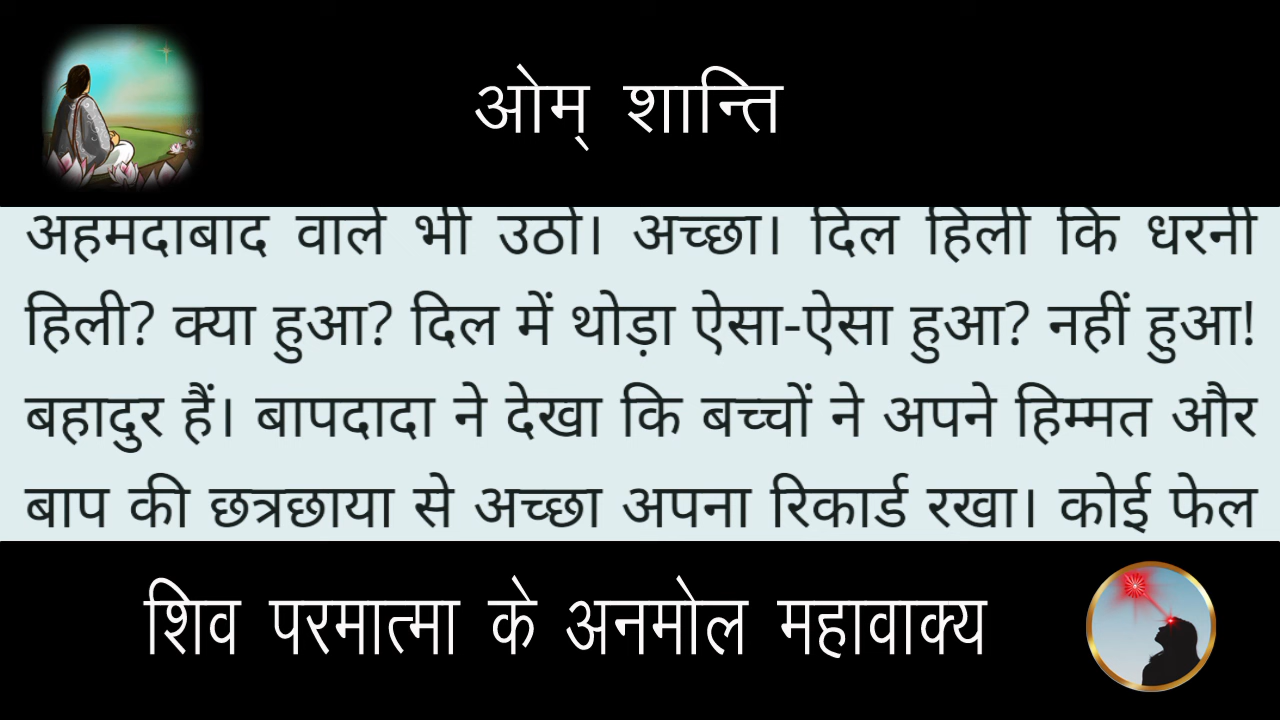 ओम् शान्ति
अहमदाबाद वाले भी उठो। अच्छा। दिल हिली कि धरनी
हिली? क्या हुआ? दिल में थोड़ा ऐसा-ऐसा हुआ? नहीं हुआ!
बहादुर हैं। बापदादा ने देखा कि बच्चों ने अपने हिम्मत और
बाप की छत्रछाया से अच्छा अपना रिकार्ड रखा। कोई फेल
शिव परमात्मा के अनमोल महावाक्य